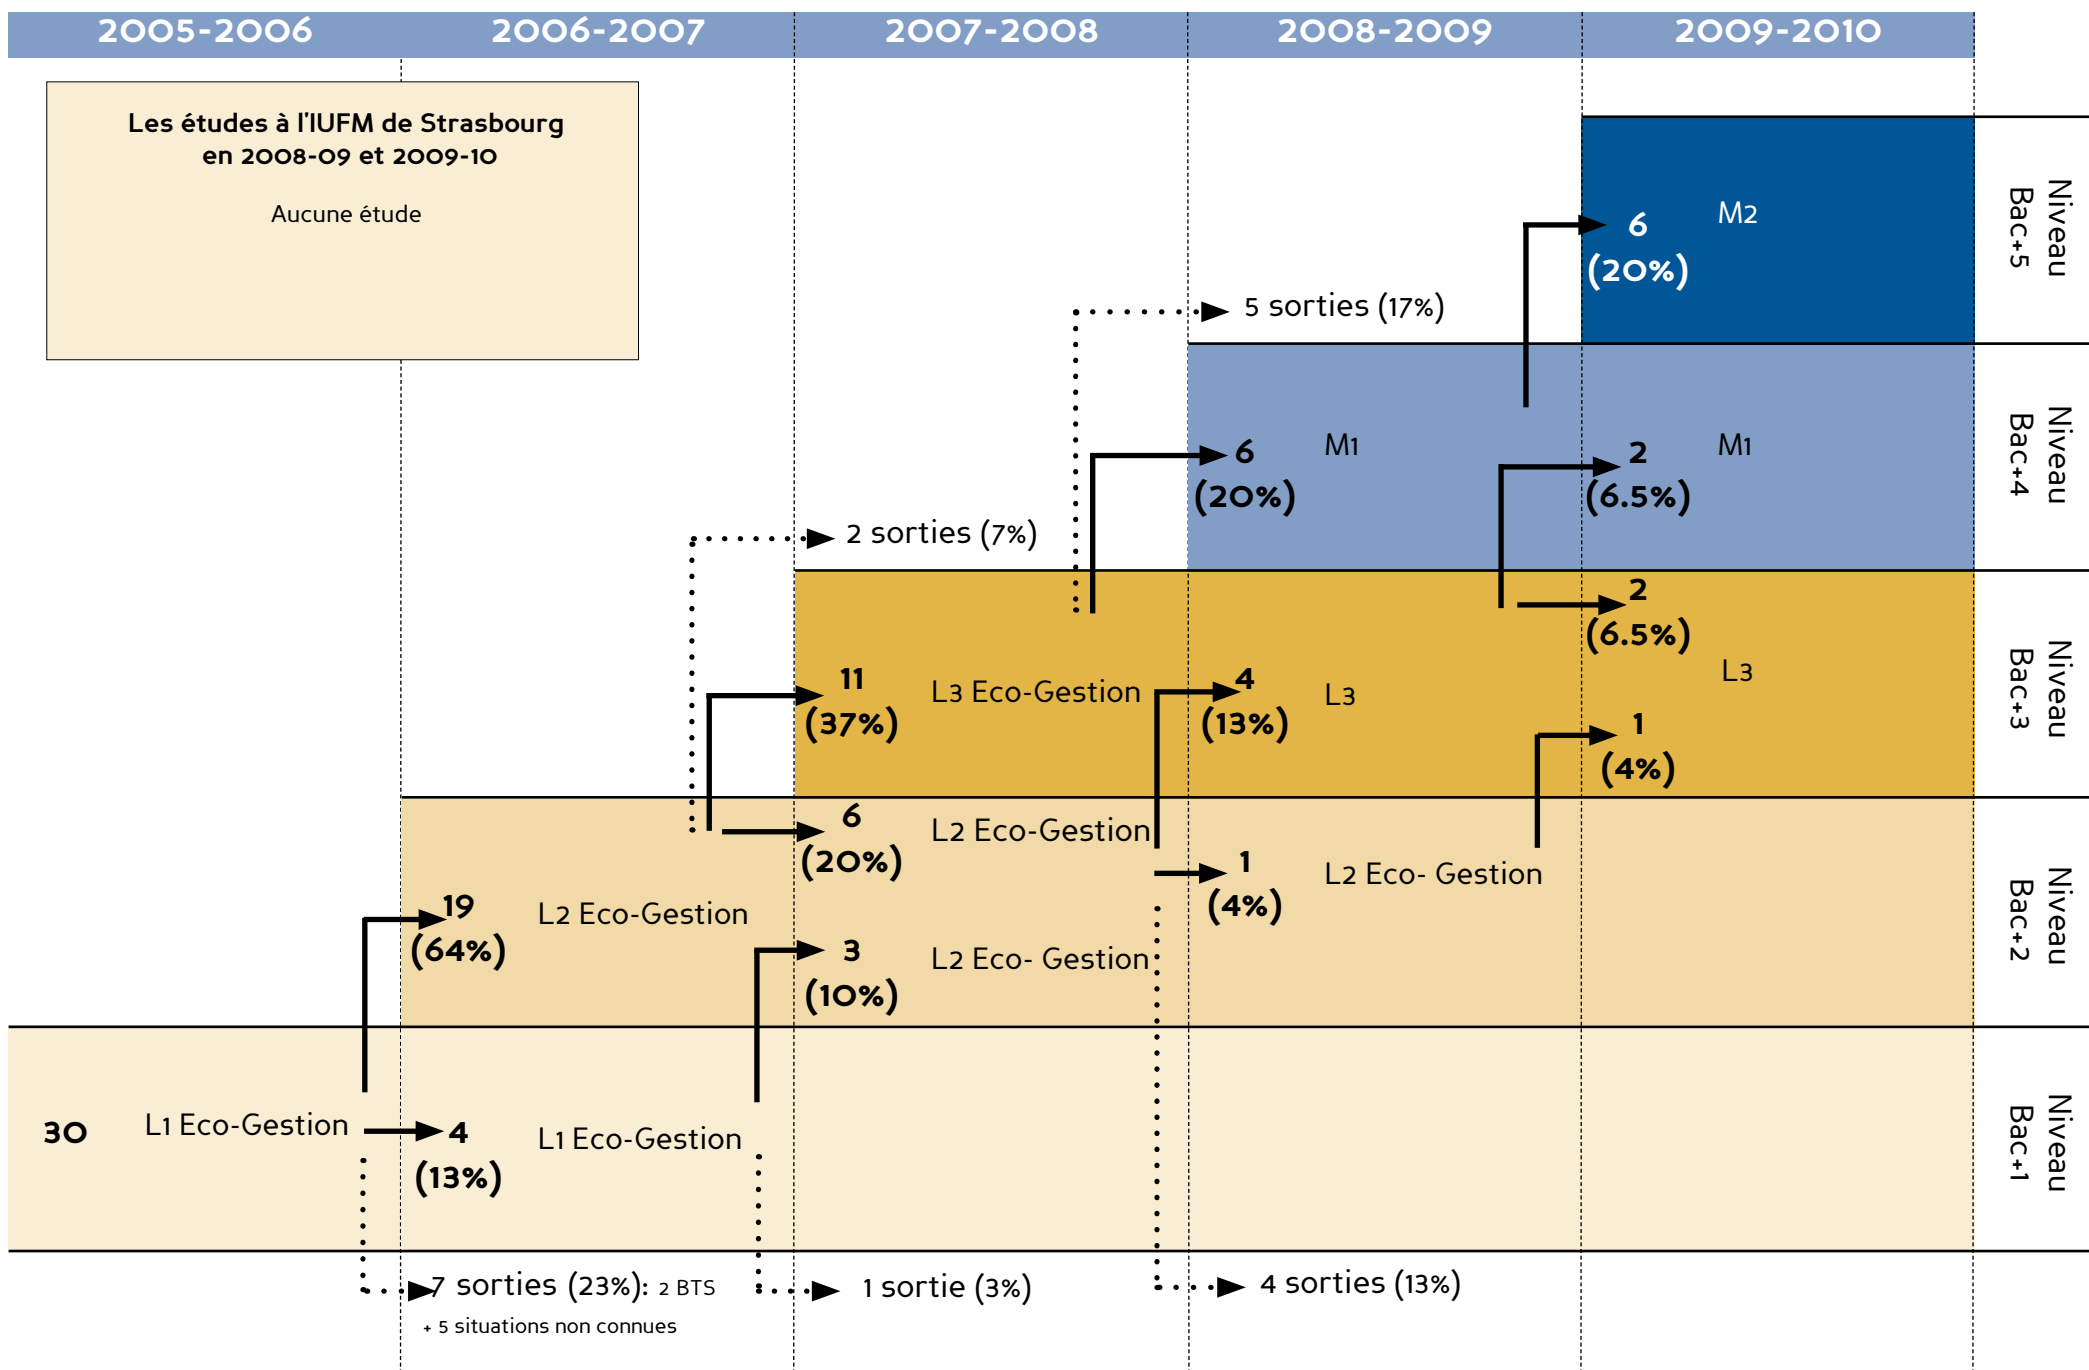 2005-2006
2006-2007
2007-2008
2008-2009
2009-2010
Les études à l'IUFM de Strasbourg
en 2008-09 et 2009-10
Aucune étude
6
(20%)
M2
Niveau
Bac+5
5 sorties (17%)
6
(20%)
M1
2
(6.5%)
M1
Niveau
Bac+4
2 sorties (7%)
11
(37%)
L3 Eco-Gestion
4
(13%)
L3
2
(6.5%)
L3
1
(4%)
Niveau
Bac+3
19
(64%)
L2 Eco-Gestion
6
(20%)
L2 Eco-Gestion
3
(10%)
L2 Eco- Gestion
1
(4%)
L2 Eco- Gestion
Niveau
Bac+2
30
L1 Eco-Gestion
4
(13%)
L1 Eco-Gestion
Niveau
Bac+1
7 sorties (23%): 2 BTS
+ 5 situations non connues
1 sortie (3%)
4 sorties (13%)